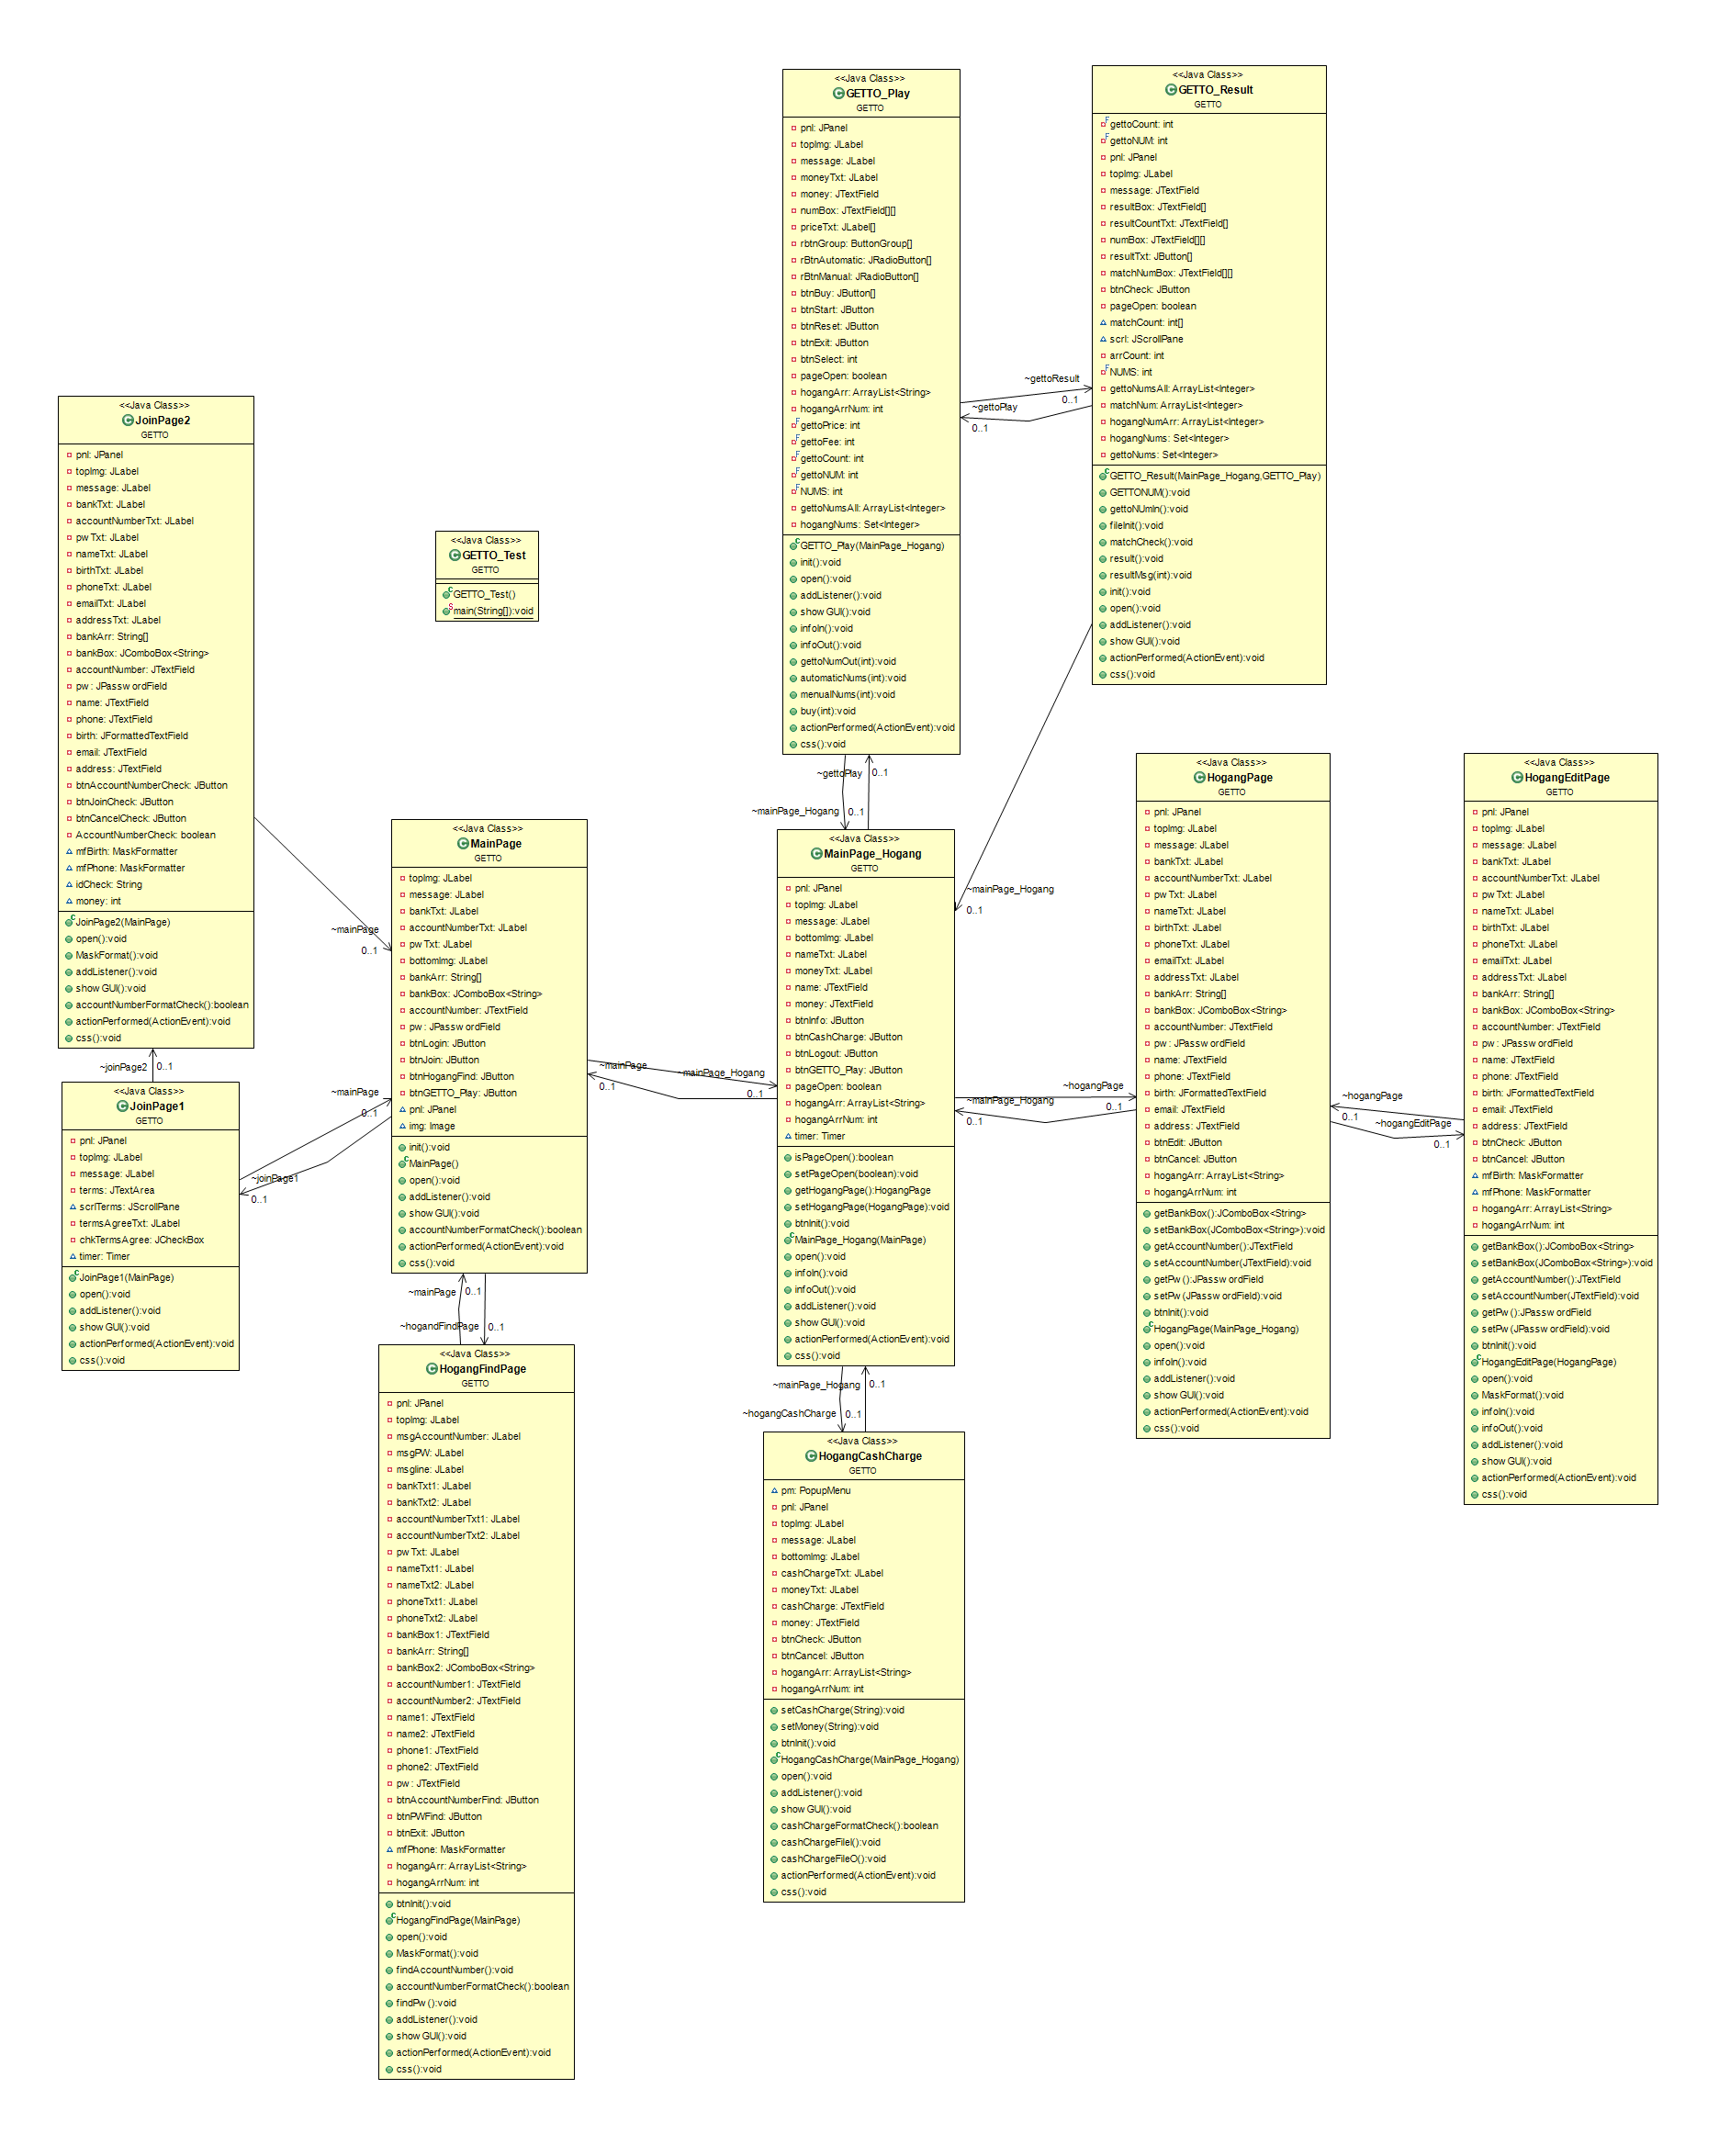 <<Java Class>>
GETTO_Play
GETTO
pnl: JPanel
topImg: JLabel
message: JLabel
moneyTxt: JLabel
money: JTextField
numBox: JTextField[][]
priceTxt: JLabel[]
rbtnGroup: ButtonGroup[]
rBtnAutomatic: JRadioButton[]
rBtnManual: JRadioButton[]
btnBuy: JButton[]
btnStart: JButton
btnReset: JButton
btnExit: JButton
btnSelect: int
pageOpen: boolean
hogangArr: ArrayList<String>
hogangArrNum: int
gettoPrice: int
gettoFee: int
gettoCount: int
gettoNUM: int
NUMS: int
gettoNumsAll: ArrayList<Integer>
hogangNums: Set<Integer>
GETTO_Play(MainPage_Hogang)
init():void
open():void
addListener():void
show GUI():void
infoIn():void
infoOut():void
gettoNumOut(int):void
automaticNums(int):void
menualNums(int):void
buy(int):void
actionPerformed(ActionEvent):void
css():void
<<Java Class>>
GETTO_Result
GETTO
gettoCount: int
gettoNUM: int
pnl: JPanel
topImg: JLabel
message: JTextField
resultBox: JTextField[]
resultCountTxt: JTextField[]
numBox: JTextField[][]
resultTxt: JButton[]
matchNumBox: JTextField[][]
btnCheck: JButton
pageOpen: boolean
matchCount: int[]
scrl: JScrollPane
arrCount: int
NUMS: int
gettoNumsAll: ArrayList<Integer>
matchNum: ArrayList<Integer>
hogangNumArr: ArrayList<Integer>
hogangNums: Set<Integer>
gettoNums: Set<Integer>
GETTO_Result(MainPage_Hogang,GETTO_Play)
GETTONUM():void
gettoNUmIn():void
fileInit():void
matchCheck():void
result():void
resultMsg(int):void
init():void
open():void
addListener():void
show GUI():void
actionPerformed(ActionEvent):void
css():void
~gettoResult
0..1
~gettoPlay
0..1
<<Java Class>>
JoinPage2
GETTO
pnl: JPanel
topImg: JLabel
message: JLabel
bankTxt: JLabel
accountNumberTxt: JLabel
pw Txt: JLabel
nameTxt: JLabel
birthTxt: JLabel
phoneTxt: JLabel
emailTxt: JLabel
addressTxt: JLabel
bankArr: String[]
bankBox: JComboBox<String>
accountNumber: JTextField
pw : JPassw ordField
name: JTextField
phone: JTextField
birth: JFormattedTextField
email: JTextField
address: JTextField
btnAccountNumberCheck: JButton
btnJoinCheck: JButton
btnCancelCheck: JButton
AccountNumberCheck: boolean
mfBirth: MaskFormatter
mfPhone: MaskFormatter
idCheck: String
money: int
JoinPage2(MainPage)
open():void
MaskFormat():void
addListener():void
show GUI():void
accountNumberFormatCheck():boolean
actionPerformed(ActionEvent):void
css():void
<<Java Class>>
GETTO_Test
GETTO
GETTO_Test()
main(String[]):void
~gettoPlay
0..1
~mainPage_Hogang
0..1
~mainPage_Hogang
0..1
~mainPage
0..1
~joinPage2
0..1
<<Java Class>>
JoinPage1
GETTO
pnl: JPanel
topImg: JLabel
message: JLabel
terms: JTextArea
scrlTerms: JScrollPane
termsAgreeTxt: JLabel
chkTermsAgree: JCheckBox
timer: Timer
JoinPage1(MainPage)
open():void
addListener():void
show GUI():void
actionPerformed(ActionEvent):void
css():void
~mainPage
0..1
~joinPage1
0..1
<<Java Class>>
MainPage
GETTO
topImg: JLabel
message: JLabel
bankTxt: JLabel
accountNumberTxt: JLabel
pw Txt: JLabel
bottomImg: JLabel
bankArr: String[]
bankBox: JComboBox<String>
accountNumber: JTextField
pw : JPassw ordField
btnLogin: JButton
btnJoin: JButton
btnHogangFind: JButton
btnGETTO_Play: JButton
pnl: JPanel
img: Image
init():void
MainPage()
open():void
addListener():void
show GUI():void
accountNumberFormatCheck():boolean
actionPerformed(ActionEvent):void
css():void
~mainPage
0..1
~mainPage_Hogang
0..1
<<Java Class>>
MainPage_Hogang
GETTO
pnl: JPanel
topImg: JLabel
message: JLabel
bottomImg: JLabel
nameTxt: JLabel
moneyTxt: JLabel
name: JTextField
money: JTextField
btnInfo: JButton
btnCashCharge: JButton
btnLogout: JButton
btnGETTO_Play: JButton
pageOpen: boolean
hogangArr: ArrayList<String>
hogangArrNum: int
timer: Timer
isPageOpen():boolean
setPageOpen(boolean):void
getHogangPage():HogangPage
setHogangPage(HogangPage):void
btnInit():void
MainPage_Hogang(MainPage)
open():void
infoIn():void
infoOut():void
addListener():void
show GUI():void
actionPerformed(ActionEvent):void
css():void
~hogangPage
0..1
~mainPage_Hogang
0..1
<<Java Class>>
HogangPage
GETTO
pnl: JPanel
topImg: JLabel
message: JLabel
bankTxt: JLabel
accountNumberTxt: JLabel
pw Txt: JLabel
nameTxt: JLabel
birthTxt: JLabel
phoneTxt: JLabel
emailTxt: JLabel
addressTxt: JLabel
bankArr: String[]
bankBox: JComboBox<String>
accountNumber: JTextField
pw : JPassw ordField
name: JTextField
phone: JTextField
birth: JFormattedTextField
email: JTextField
address: JTextField
btnEdit: JButton
btnCancel: JButton
hogangArr: ArrayList<String>
hogangArrNum: int
getBankBox():JComboBox<String>
setBankBox(JComboBox<String>):void
getAccountNumber():JTextField
setAccountNumber(JTextField):void
getPw ():JPassw ordField
setPw (JPassw ordField):void
btnInit():void
HogangPage(MainPage_Hogang)
open():void
infoIn():void
addListener():void
show GUI():void
actionPerformed(ActionEvent):void
css():void
~hogangPage
0..1
~hogangEditPage
0..1
<<Java Class>>
HogangEditPage
GETTO
pnl: JPanel
topImg: JLabel
message: JLabel
bankTxt: JLabel
accountNumberTxt: JLabel
pw Txt: JLabel
nameTxt: JLabel
birthTxt: JLabel
phoneTxt: JLabel
emailTxt: JLabel
addressTxt: JLabel
bankArr: String[]
bankBox: JComboBox<String>
accountNumber: JTextField
pw : JPassw ordField
name: JTextField
phone: JTextField
birth: JFormattedTextField
email: JTextField
address: JTextField
btnCheck: JButton
btnCancel: JButton
mfBirth: MaskFormatter
mfPhone: MaskFormatter
hogangArr: ArrayList<String>
hogangArrNum: int
getBankBox():JComboBox<String>
setBankBox(JComboBox<String>):void
getAccountNumber():JTextField
setAccountNumber(JTextField):void
getPw ():JPassw ordField
setPw (JPassw ordField):void
btnInit():void
HogangEditPage(HogangPage)
open():void
MaskFormat():void
infoIn():void
infoOut():void
addListener():void
show GUI():void
actionPerformed(ActionEvent):void
css():void
~mainPage
0..1
~hogandFindPage
0..1
<<Java Class>>
HogangFindPage
GETTO
pnl: JPanel
topImg: JLabel
msgAccountNumber: JLabel
msgPW: JLabel
msgline: JLabel
bankTxt1: JLabel
bankTxt2: JLabel
accountNumberTxt1: JLabel
accountNumberTxt2: JLabel
pw Txt: JLabel
nameTxt1: JLabel
nameTxt2: JLabel
phoneTxt1: JLabel
phoneTxt2: JLabel
bankBox1: JTextField
bankArr: String[]
bankBox2: JComboBox<String>
accountNumber1: JTextField
accountNumber2: JTextField
name1: JTextField
name2: JTextField
phone1: JTextField
phone2: JTextField
pw : JTextField
btnAccountNumberFind: JButton
btnPWFind: JButton
btnExit: JButton
mfPhone: MaskFormatter
hogangArr: ArrayList<String>
hogangArrNum: int
btnInit():void
HogangFindPage(MainPage)
open():void
MaskFormat():void
findAccountNumber():void
accountNumberFormatCheck():boolean
findPw ():void
addListener():void
show GUI():void
actionPerformed(ActionEvent):void
css():void
~mainPage_Hogang
0..1
~hogangCashCharge
0..1
<<Java Class>>
HogangCashCharge
GETTO
pm: PopupMenu
pnl: JPanel
topImg: JLabel
message: JLabel
bottomImg: JLabel
cashChargeTxt: JLabel
moneyTxt: JLabel
cashCharge: JTextField
money: JTextField
btnCheck: JButton
btnCancel: JButton
hogangArr: ArrayList<String>
hogangArrNum: int
setCashCharge(String):void
setMoney(String):void
btnInit():void
HogangCashCharge(MainPage_Hogang)
open():void
addListener():void
show GUI():void
cashChargeFormatCheck():boolean
cashChargeFileI():void
cashChargeFileO():void
actionPerformed(ActionEvent):void
css():void